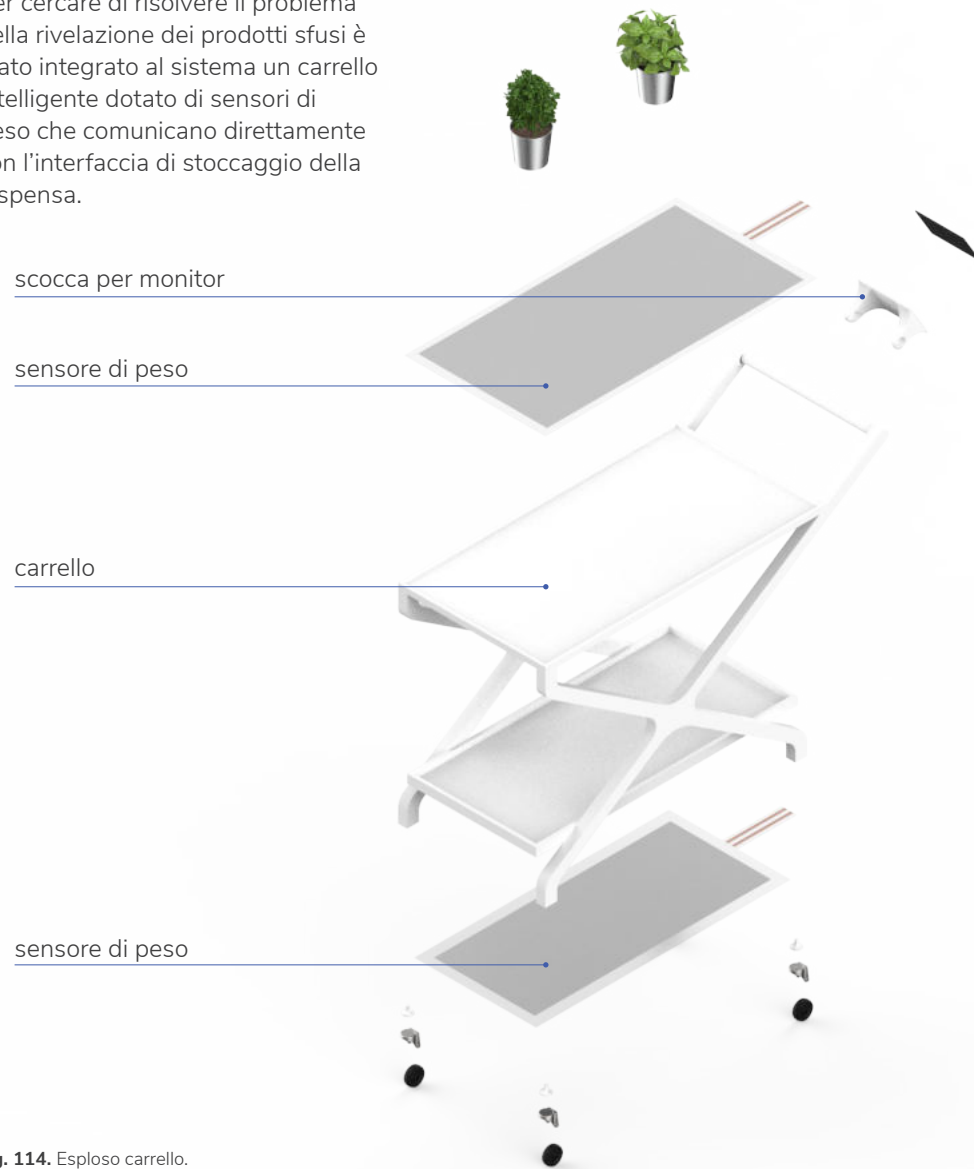 er cercare di risolvere il problema
ella rivelazione dei prodotti sfusi è
ato integrato al sistema un carrello
telligente dotato di sensori di
eso che comunicano direttamente
on l’interfaccia di stoccaggio della
spensa.
scocca per monitor
sensore di peso
carrello
sensore di peso
g. 114. Esploso carrello.